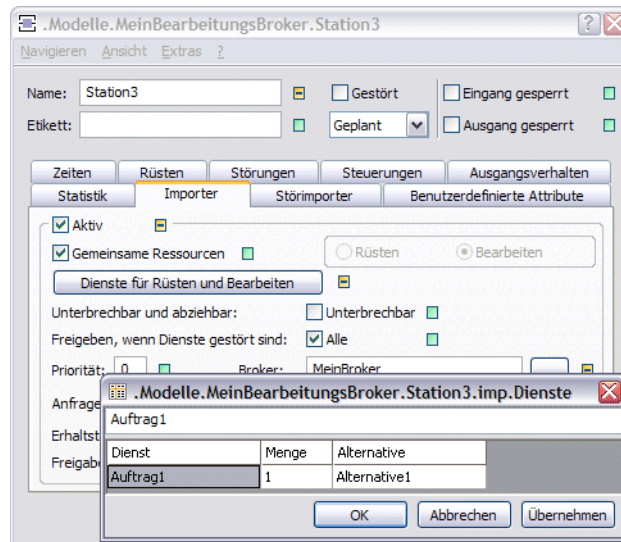 .Modelle.MeinBearbeitungsBroker.Station3
Navigieren Ansicht Extras ?
Name: Station3 Gestört Eingang gesperrt
Etikett: Geplant Ausgang gesperrt
Zeiten Rüsten Störungen Steuerungen Ausgangsverhalten
Statistik Importer Störimporter Benutzerdefinierte Attribute
Aktiv
Gemeinsame Ressourcen Rüsten Bearbeiten
Dienste für Rüsten und Bearbeiten
Unterbrechbar und abziehbar: Unterbrechbar
Freigeben, wenn Dienste gestört sind: Alle
Priorität: 0 Broker: MeinBroker
.Modelle.MeinBearbeitungsBroker.Station3.imp.Dienste
Anfrage
Auftrag1
Erhaltst
Dienst Menge Alternative
Freigab
Auftrag1 1 Alternative1
OK Abbrechen Übernehmen